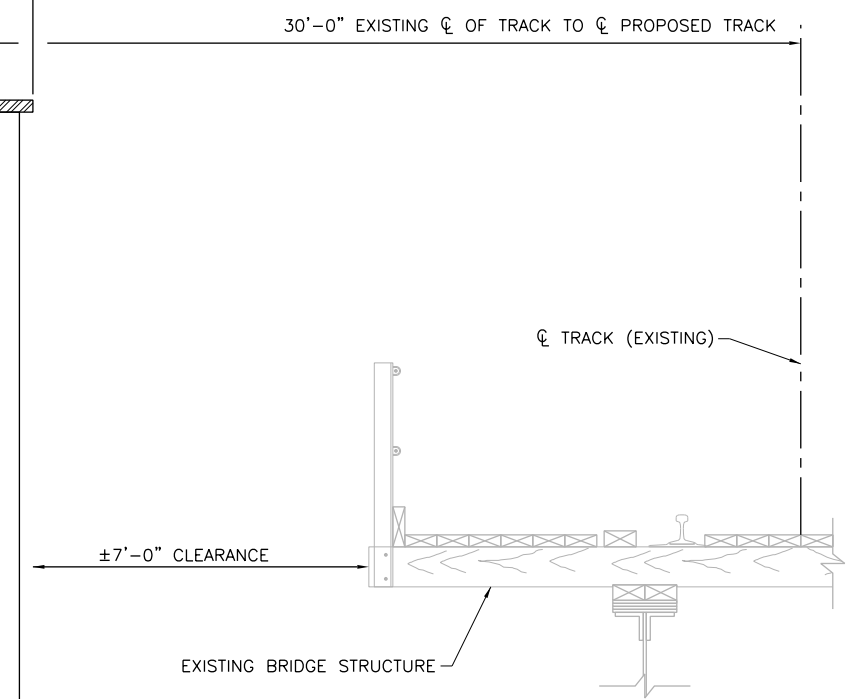 30'-0" EXISTING ℄ OF TRACK TO ℄ PROPOSED TRACK
℄ TRACK (EXISTING)
±7'-0" CLEARANCE
EXISTING BRIDGE STRUCTURE